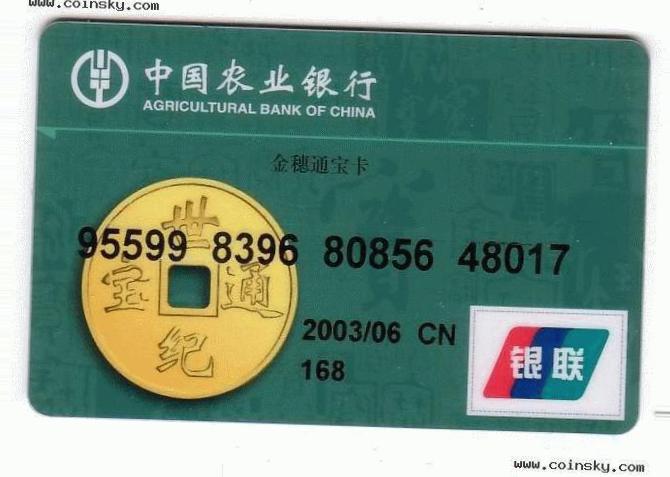 www.coinsky.com
中国农业银行
AGRICULTURAL BANK OF CHINA
金穗通宝卡
世
95599 8396 80856 48017
宝 通
纪
2003/06 CN
168
银联
www.coinsky.com